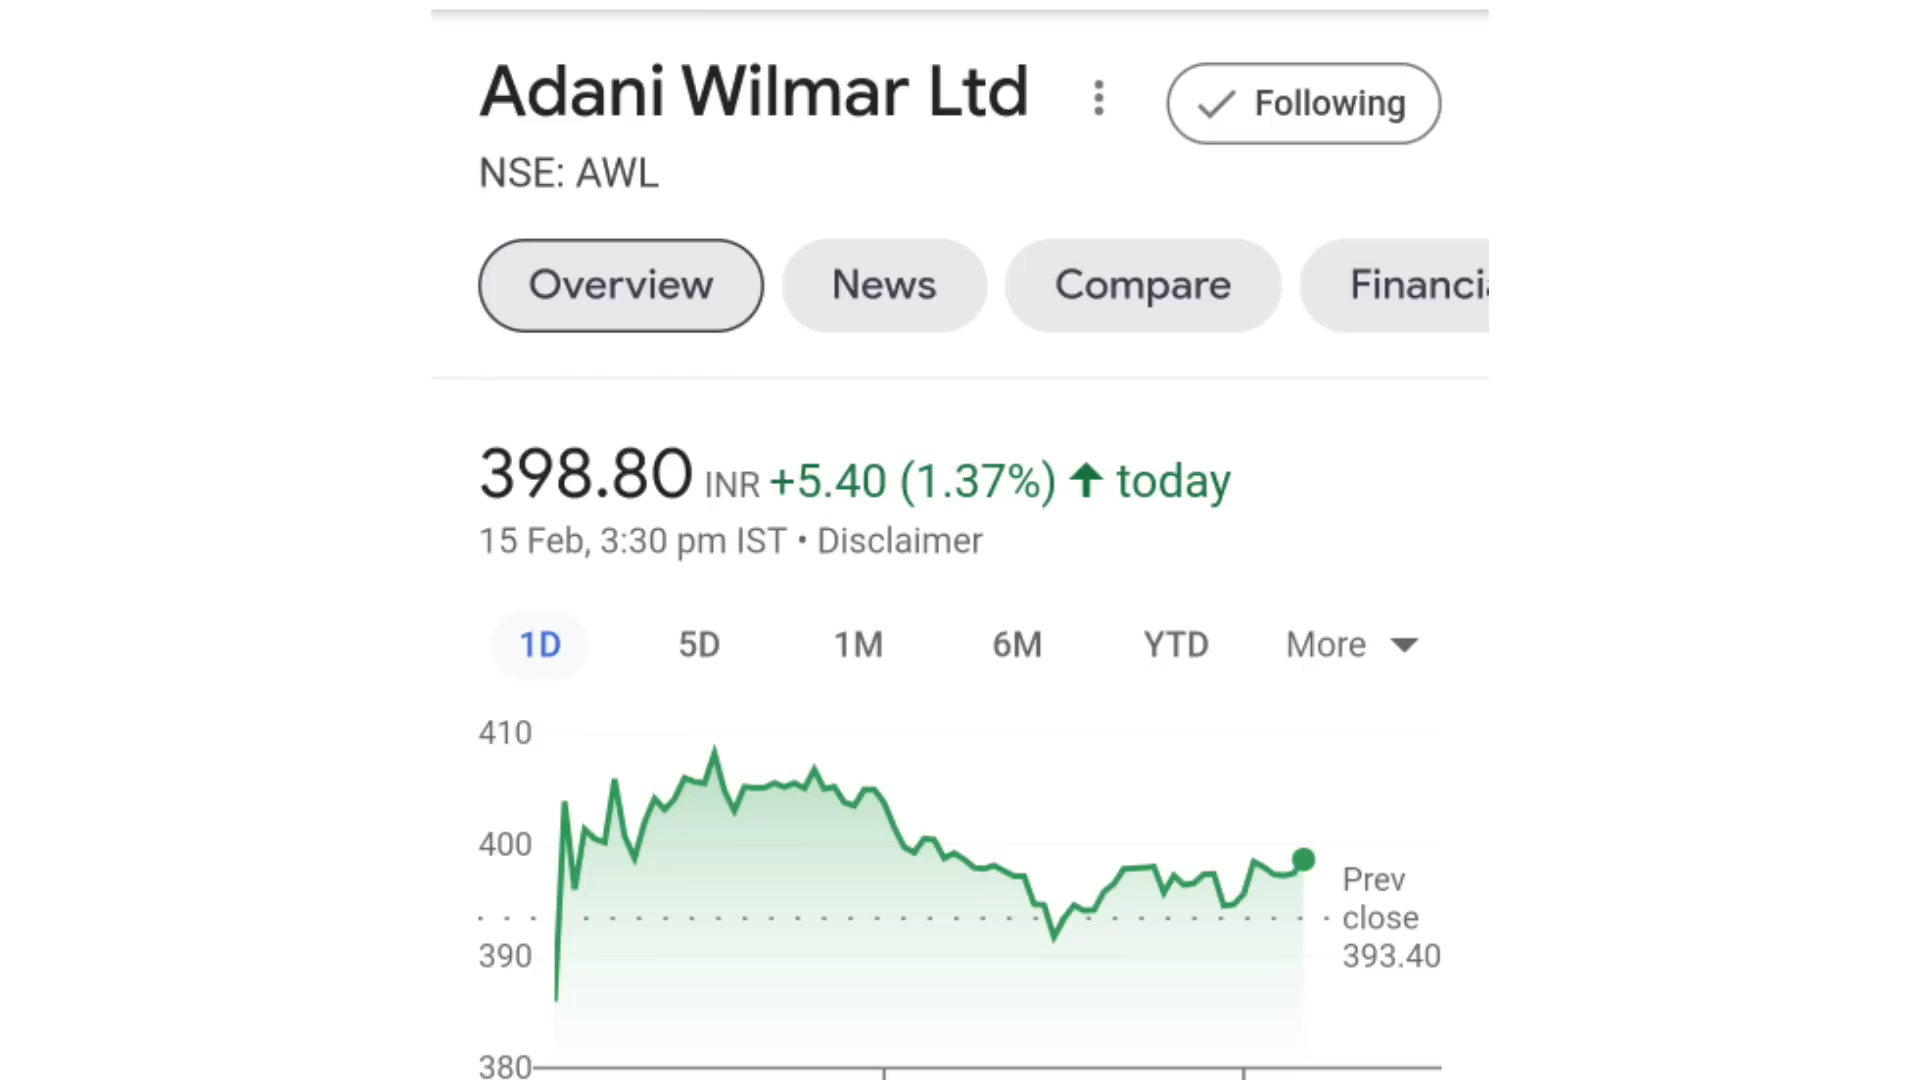 Adani Wilmar Ltd
Following
NSE: AWL
Overview News Compare Financi
398.80 INR +5.40 (1.37%) ↑ today
15 Feb, 3:30 pm IST • Disclaimer
1D 5D 1M 6M YTD More
410
400
390
380
Prev
close
393.40